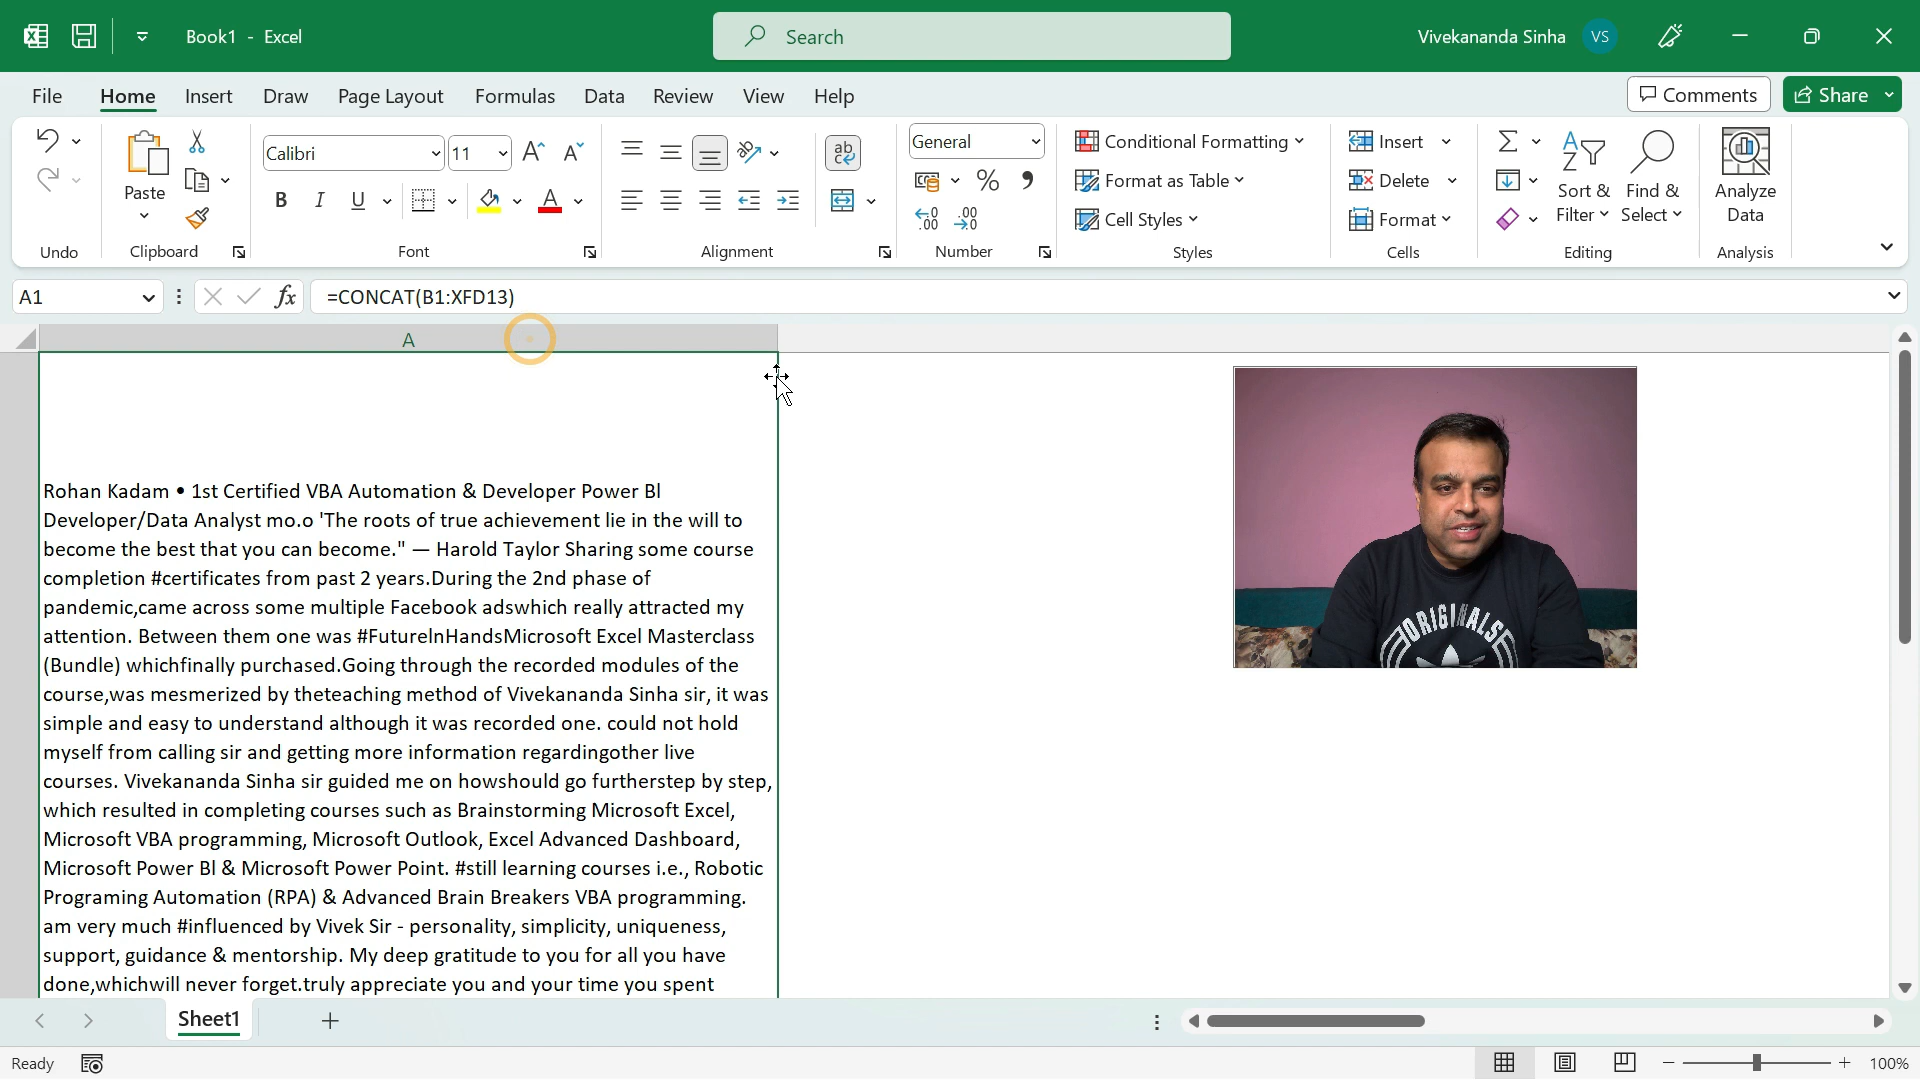 Book1 - Excel
Search
Vivekananda Sinha VS
File Home Insert Draw Page Layout Formulas Data Review View Help
Comments Share
Paste
Calibri 11
B I U
ab
General
% 9
.00
Conditional Formatting
Format as Table
Cell Styles
Insert
Delete
Format
Sort & Filter
Find & Select
Analyze Data
Undo Clipboard Font Alignment Number Styles Cells Editing Analysis
A1 fx =CONCAT(B1:XFD13)
A
Rohan Kadam • 1st Certified VBA Automation & Developer Power Bl
Developer/Data Analyst mo.o 'The roots of true achievement lie in the will to
become the best that you can become." — Harold Taylor Sharing some course
completion #certificates from past 2 years.During the 2nd phase of
pandemic,came across some multiple Facebook adswhich really attracted my
attention. Between them one was #FuturelnHandsMicrosoft Excel Masterclass
(Bundle) whichfinally purchased.Going through the recorded modules of the
course,was mesmerized by theteaching method of Vivekananda Sinha sir, it was
simple and easy to understand although it was recorded one. could not hold
myself from calling sir and getting more information regardingother live
courses. Vivekananda Sinha sir guided me on howshould go furtherstep by step,
which resulted in completing courses such as Brainstorming Microsoft Excel,
Microsoft VBA programming, Microsoft Outlook, Excel Advanced Dashboard,
Microsoft Power Bl & Microsoft Power Point. #still learning courses i.e., Robotic
Programing Automation (RPA) & Advanced Brain Breakers VBA programming.
am very much #influenced by Vivek Sir - personality, simplicity, uniqueness,
support, guidance & mentorship. My deep gratitude to you for all you have
done,whichwill never forget.truly appreciate you and your time you spent
ORIGINALS
Sheet1
Ready
100%